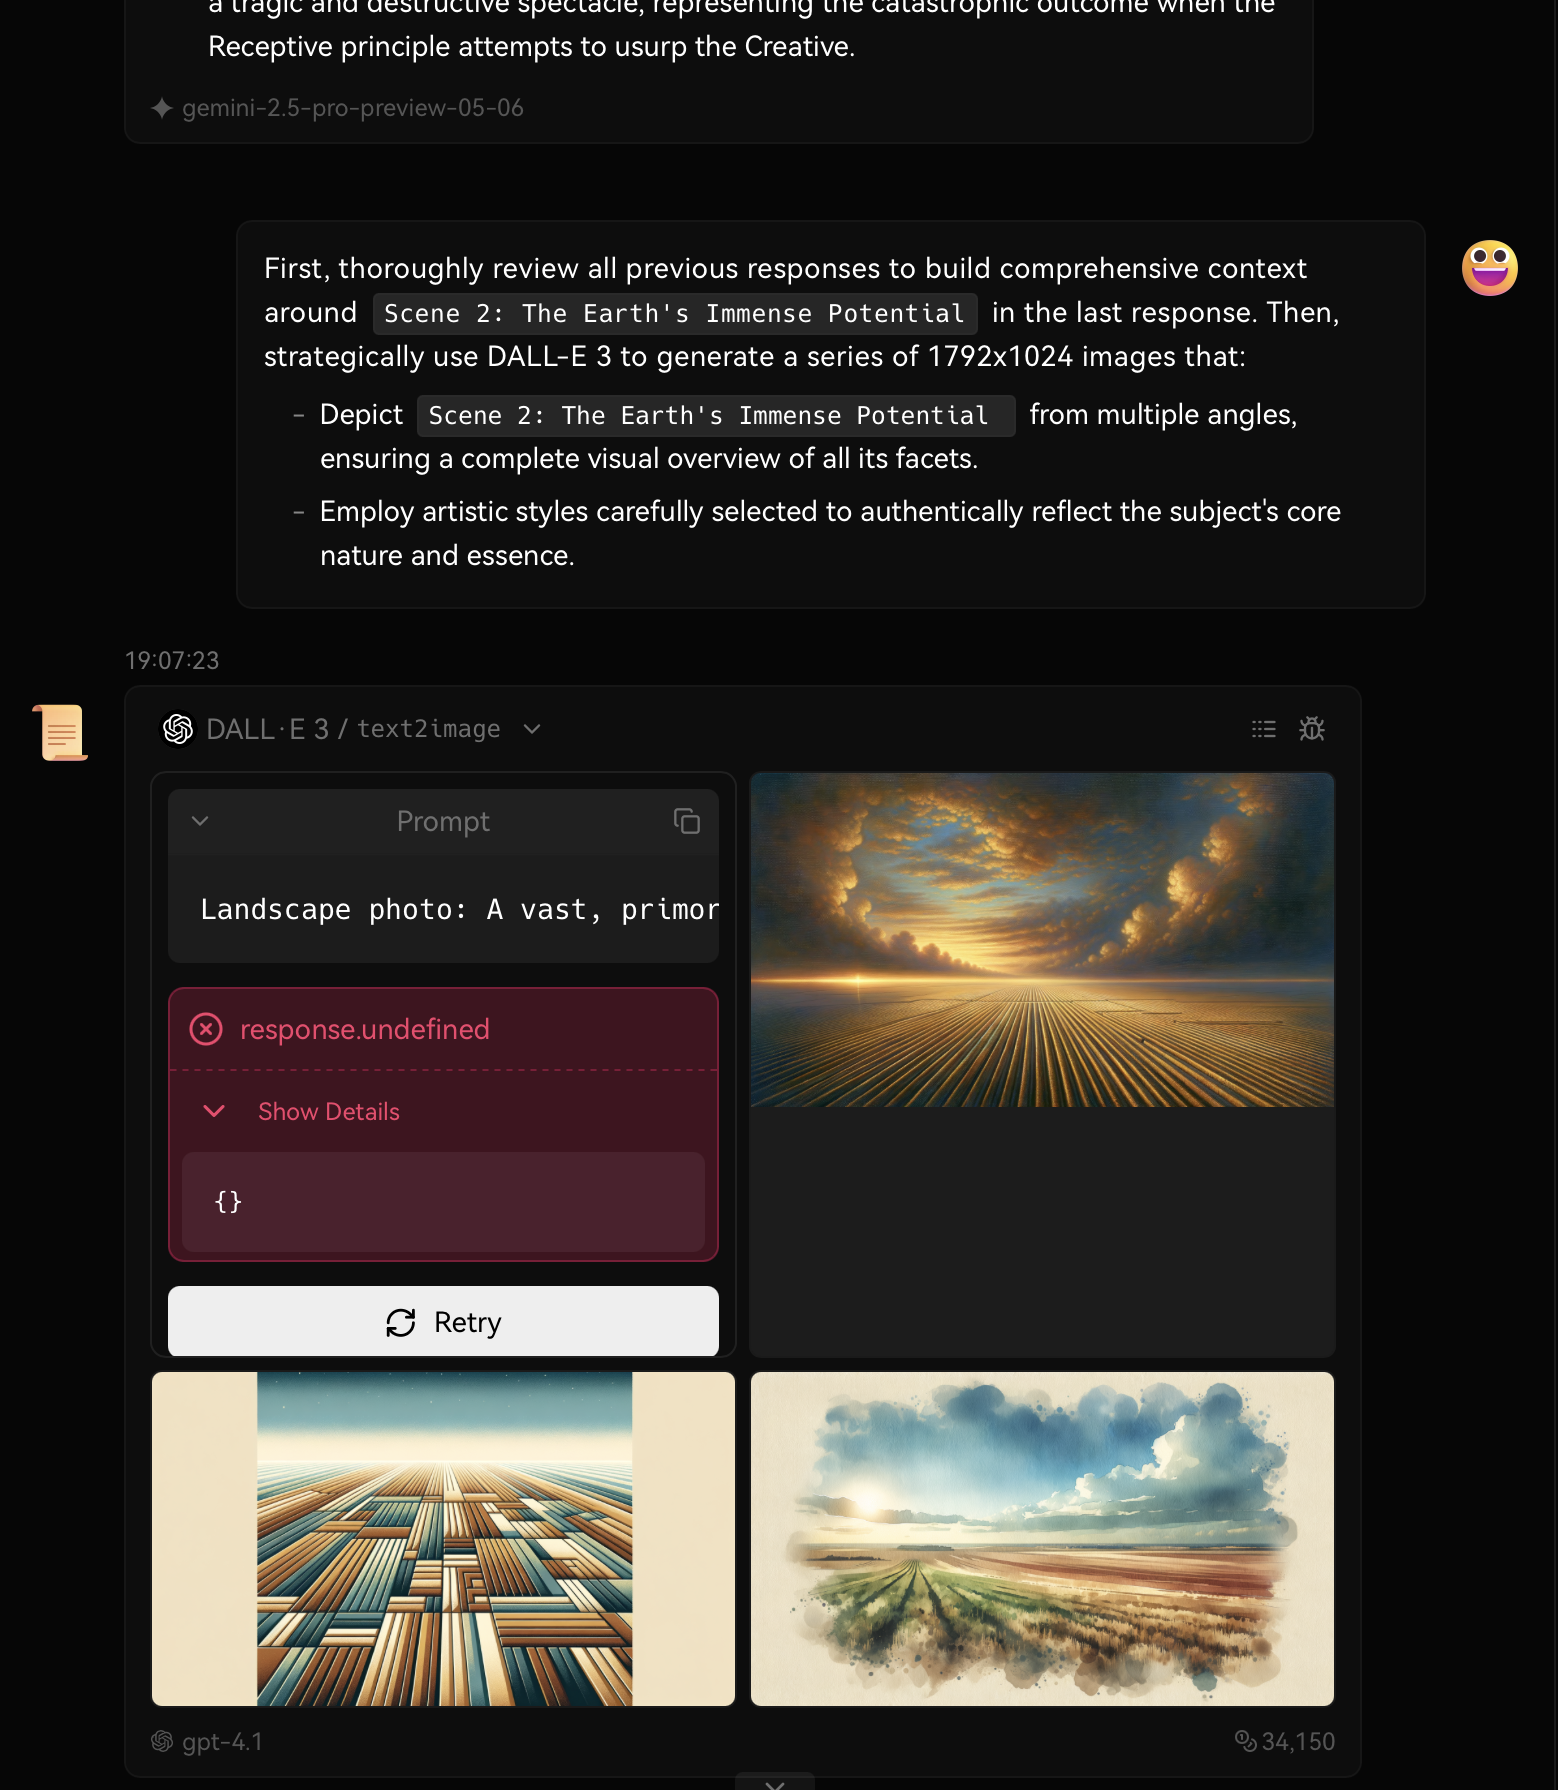 a tragic and destructive spectacle, representing the catastrophic outcome when the
Receptive principle attempts to usurp the Creative.
gemini-2.5-pro-preview-05-06
First, thoroughly review all previous responses to build comprehensive context
around Scene 2: The Earth's Immense Potential in the last response. Then,
strategically use DALL-E 3 to generate a series of 1792x1024 images that:
- Depict Scene 2: The Earth's Immense Potential from multiple angles,
ensuring a complete visual overview of all its facets.
- Employ artistic styles carefully selected to authentically reflect the subject's core
nature and essence.
19:07:23
DALL·E 3 / text2image
Prompt
Landscape photo: A vast, primor
response.undefined
Show Details
{}
Retry
gpt-4.1
34,150